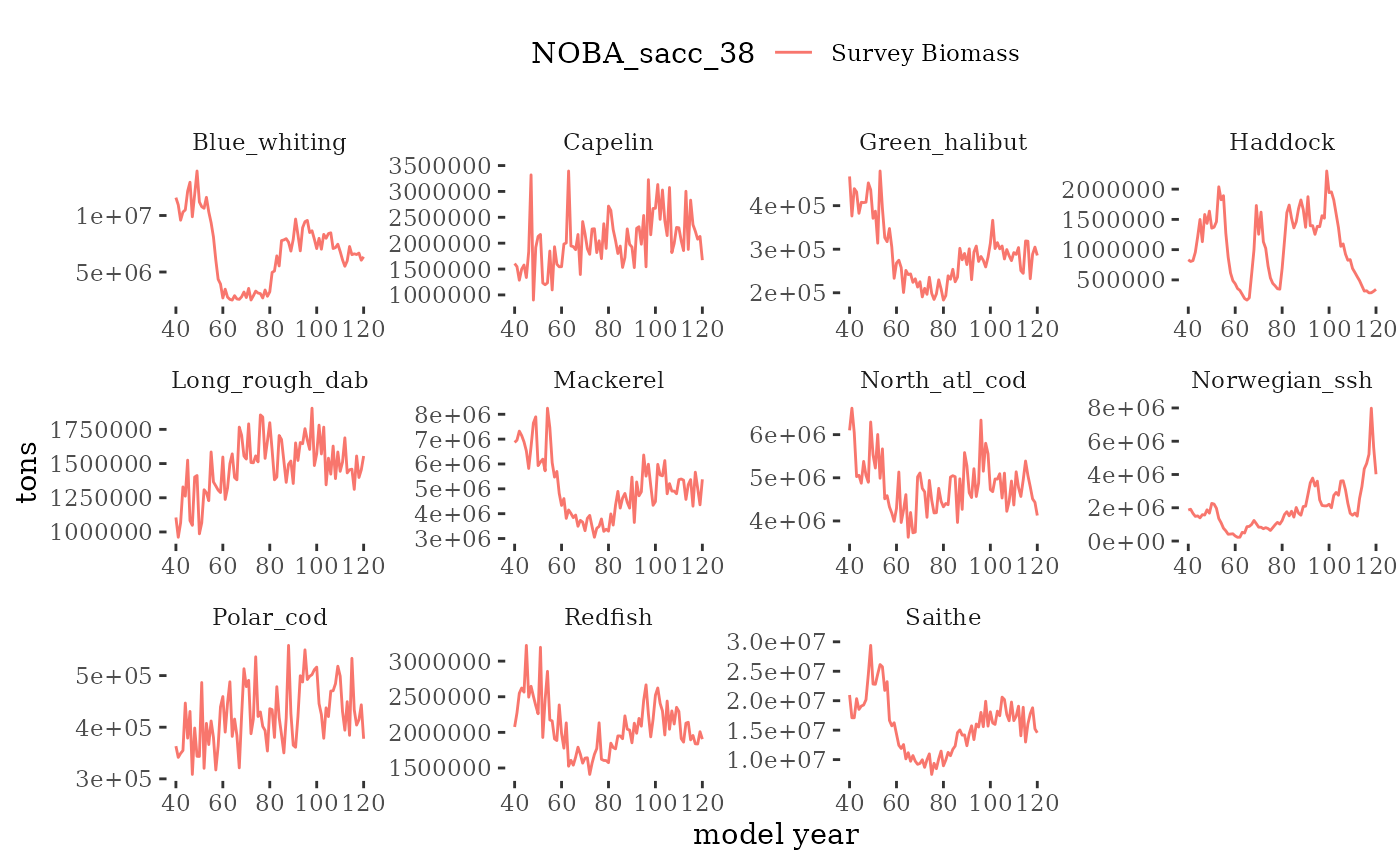 NOBA_sacc_38 Survey Biomass
Blue_whiting Capelin Green_halibut Haddock
1e+07
5e+06
3500000
3000000
2500000
2000000
1500000
1000000
4e+05
3e+05
2e+05
2000000
1500000
1000000
500000
40 60 80 100 120 40 60 80 100 120 40 60 80 100 120 40 60 80 100 120
Long_rough_dab Mackerel North_atl_cod Norwegian_ssh
tons
1750000
1500000
1250000
1000000
8e+06
7e+06
6e+06
5e+06
4e+06
3e+06
6e+06
5e+06
4e+06
8e+06
6e+06
4e+06
2e+06
0e+00
40 60 80 100 120 40 60 80 100 120 40 60 80 100 120 40 60 80 100 120
Polar_cod Redfish Saithe
5e+05
4e+05
3e+05
3000000
2500000
2000000
1500000
3.0e+07
2.5e+07
2.0e+07
1.5e+07
1.0e+07
40 60 80 100 120 40 60 80 100 120 40 60 80 100 120
model year